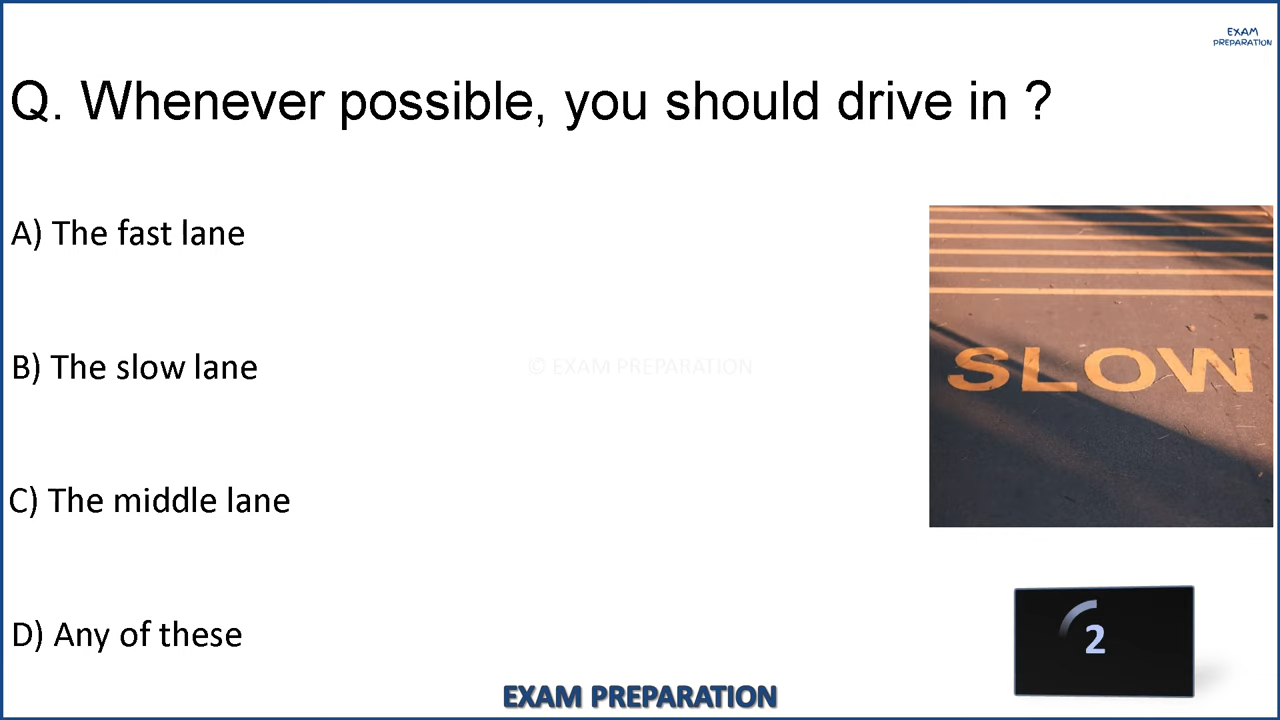 EXAM
PREPARATION
Q. Whenever possible, you should drive in ?
A) The fast lane
B) The slow lane
© EXAM PREPARATION
SLOW
C) The middle lane
D) Any of these
2
EXAM PREPARATION